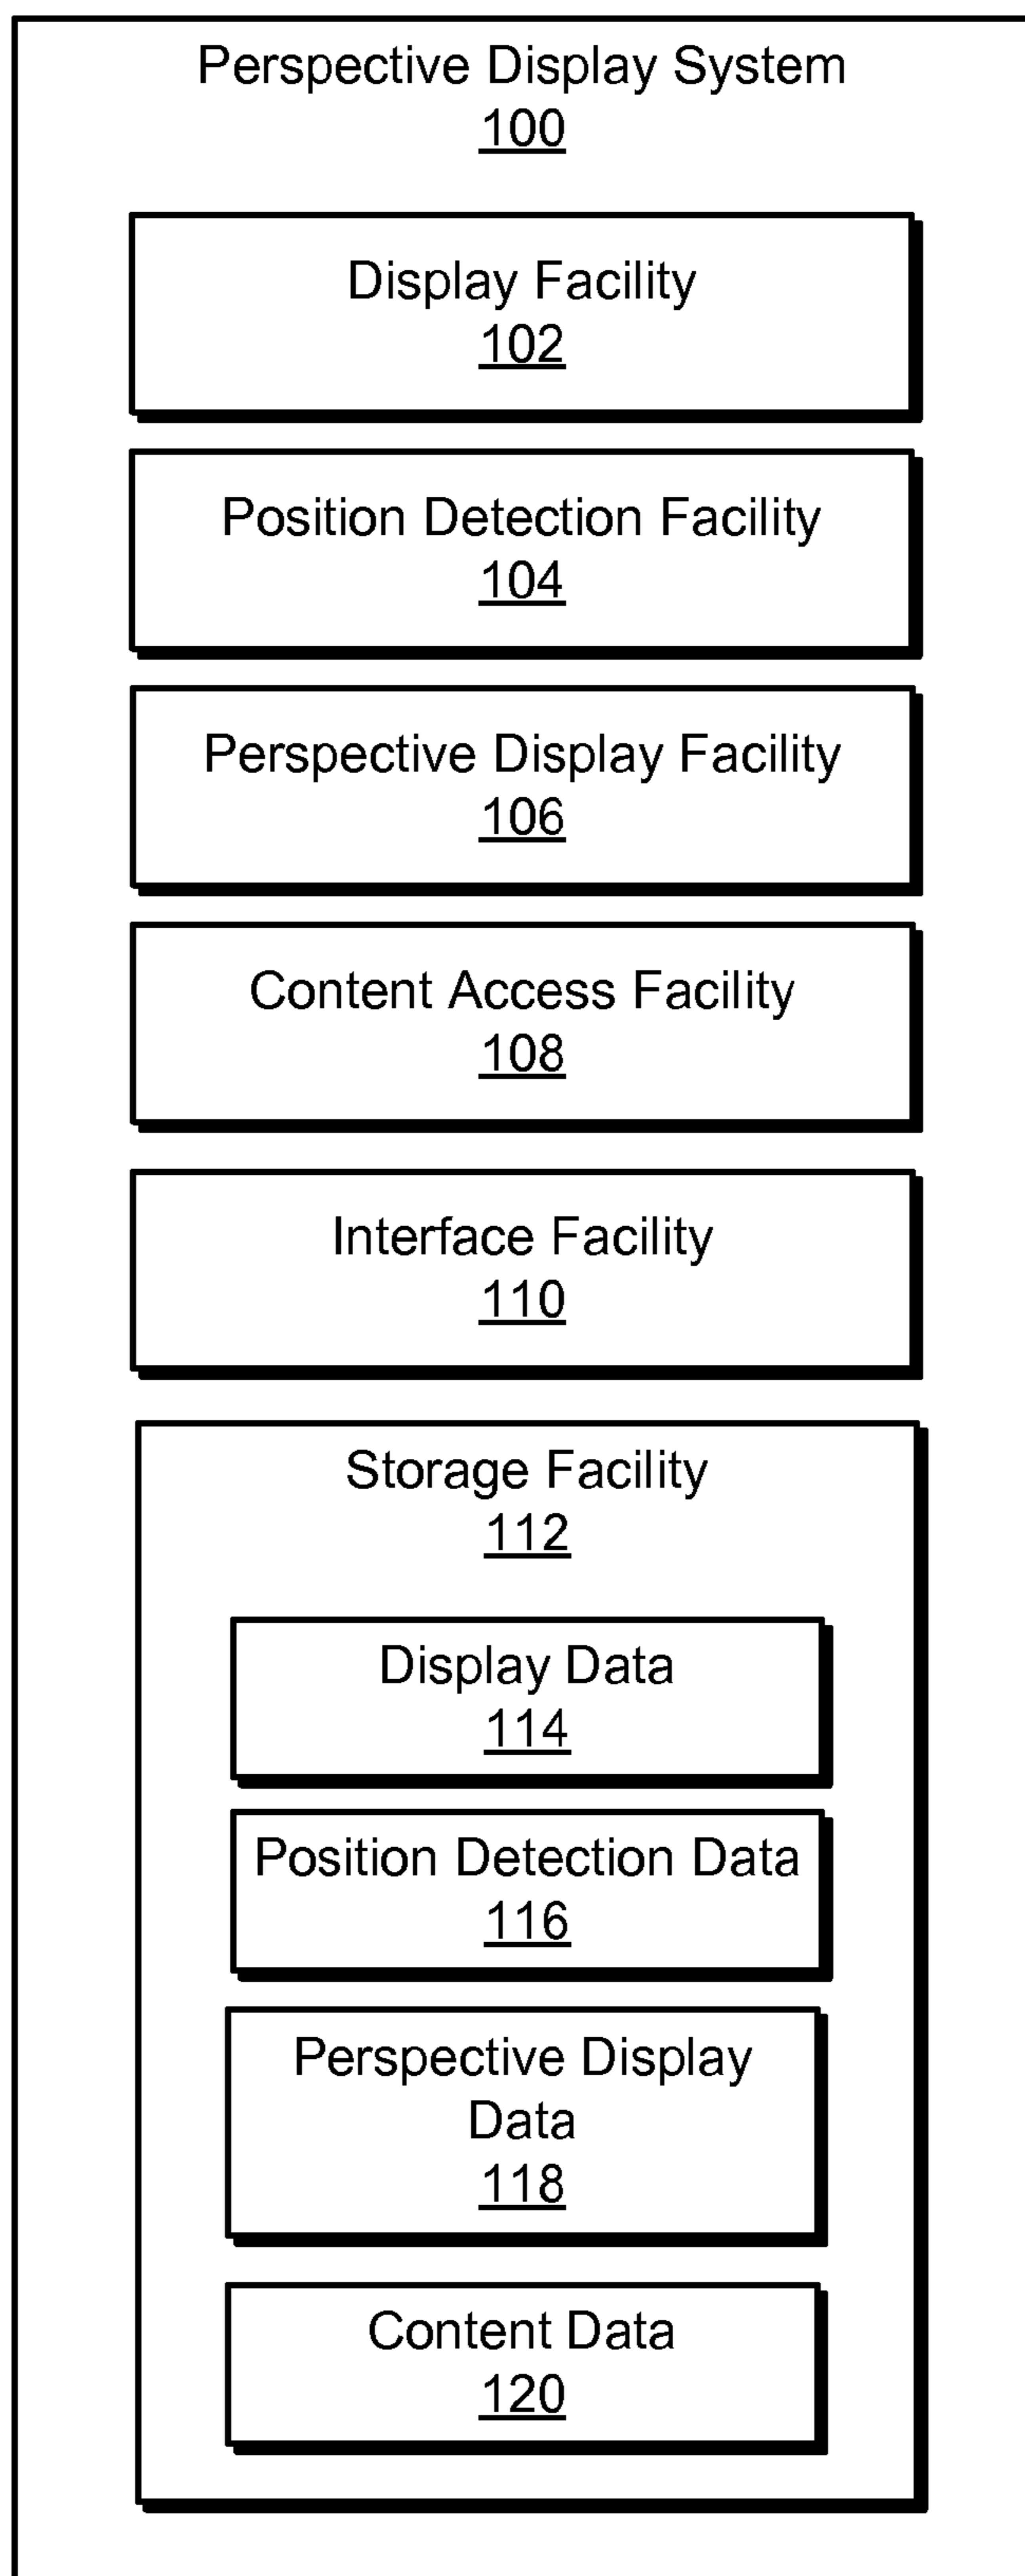 Perspective Display System
100
Display Facility
102
Position Detection Facility
104
Perspective Display Facility
106
Content Access Facility
108
Interface Facility
110
Storage Facility
112
Display Data
114
Position Detection Data
116
Perspective Display
Data
118
Content Data
120